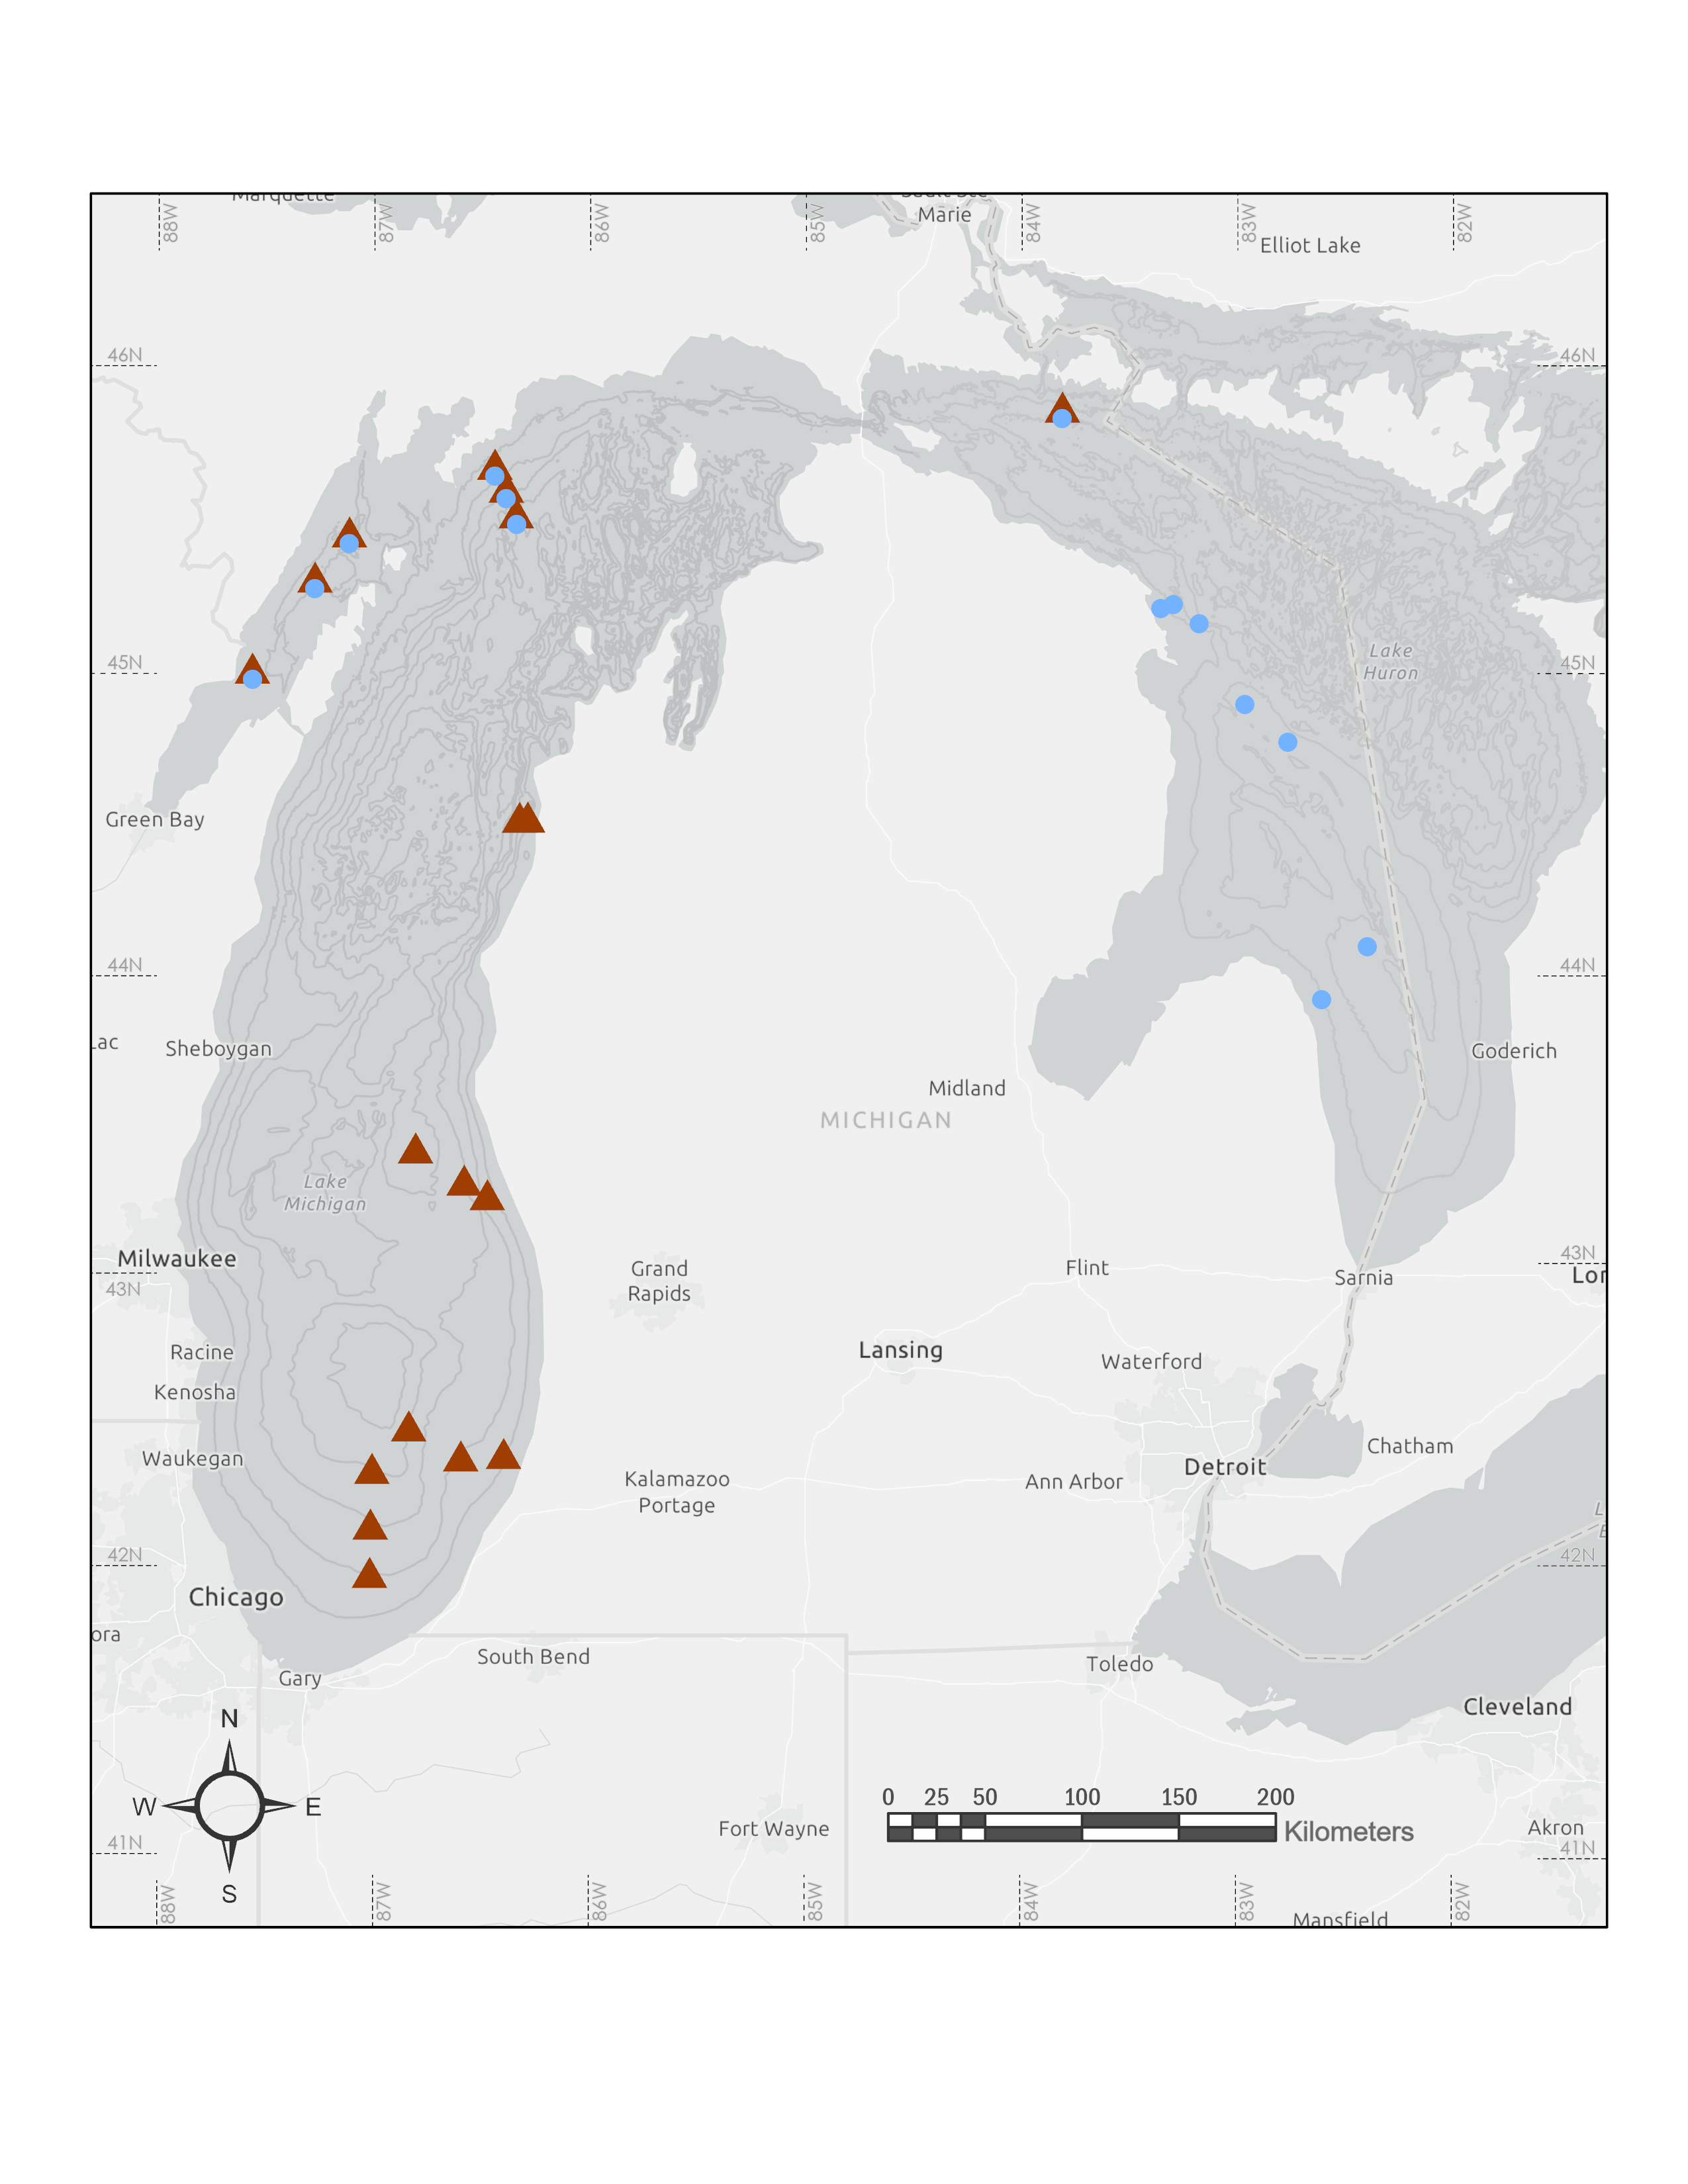 Marquette
88W
87W
86W
85W
84W
83W
82W
Sault Ste
Marie
Elliot Lake
46N
46N
45N
45N
Lake
Huron
Green Bay
44N
44N
Lac
Sheboygan
Goderich
Midland
MICHIGAN
Lake
Michigan
Milwaukee
43N
43N
Grand
Rapids
Flint
Sarnia
Lor
Racine
Lansing
Waterford
Kenosha
Waukegan
Chatham
Detroit
Kalamazoo
Portage
Ann Arbor
L
E
42N
42N
Chicago
ora
South Bend
Toledo
Gary
Cleveland
N
W
E
S
0 25 50 100 150 200
Kilometers
Fort Wayne
Akron
41N
41N
88W
87W
86W
85W
84W
83W
82W
Mansfield